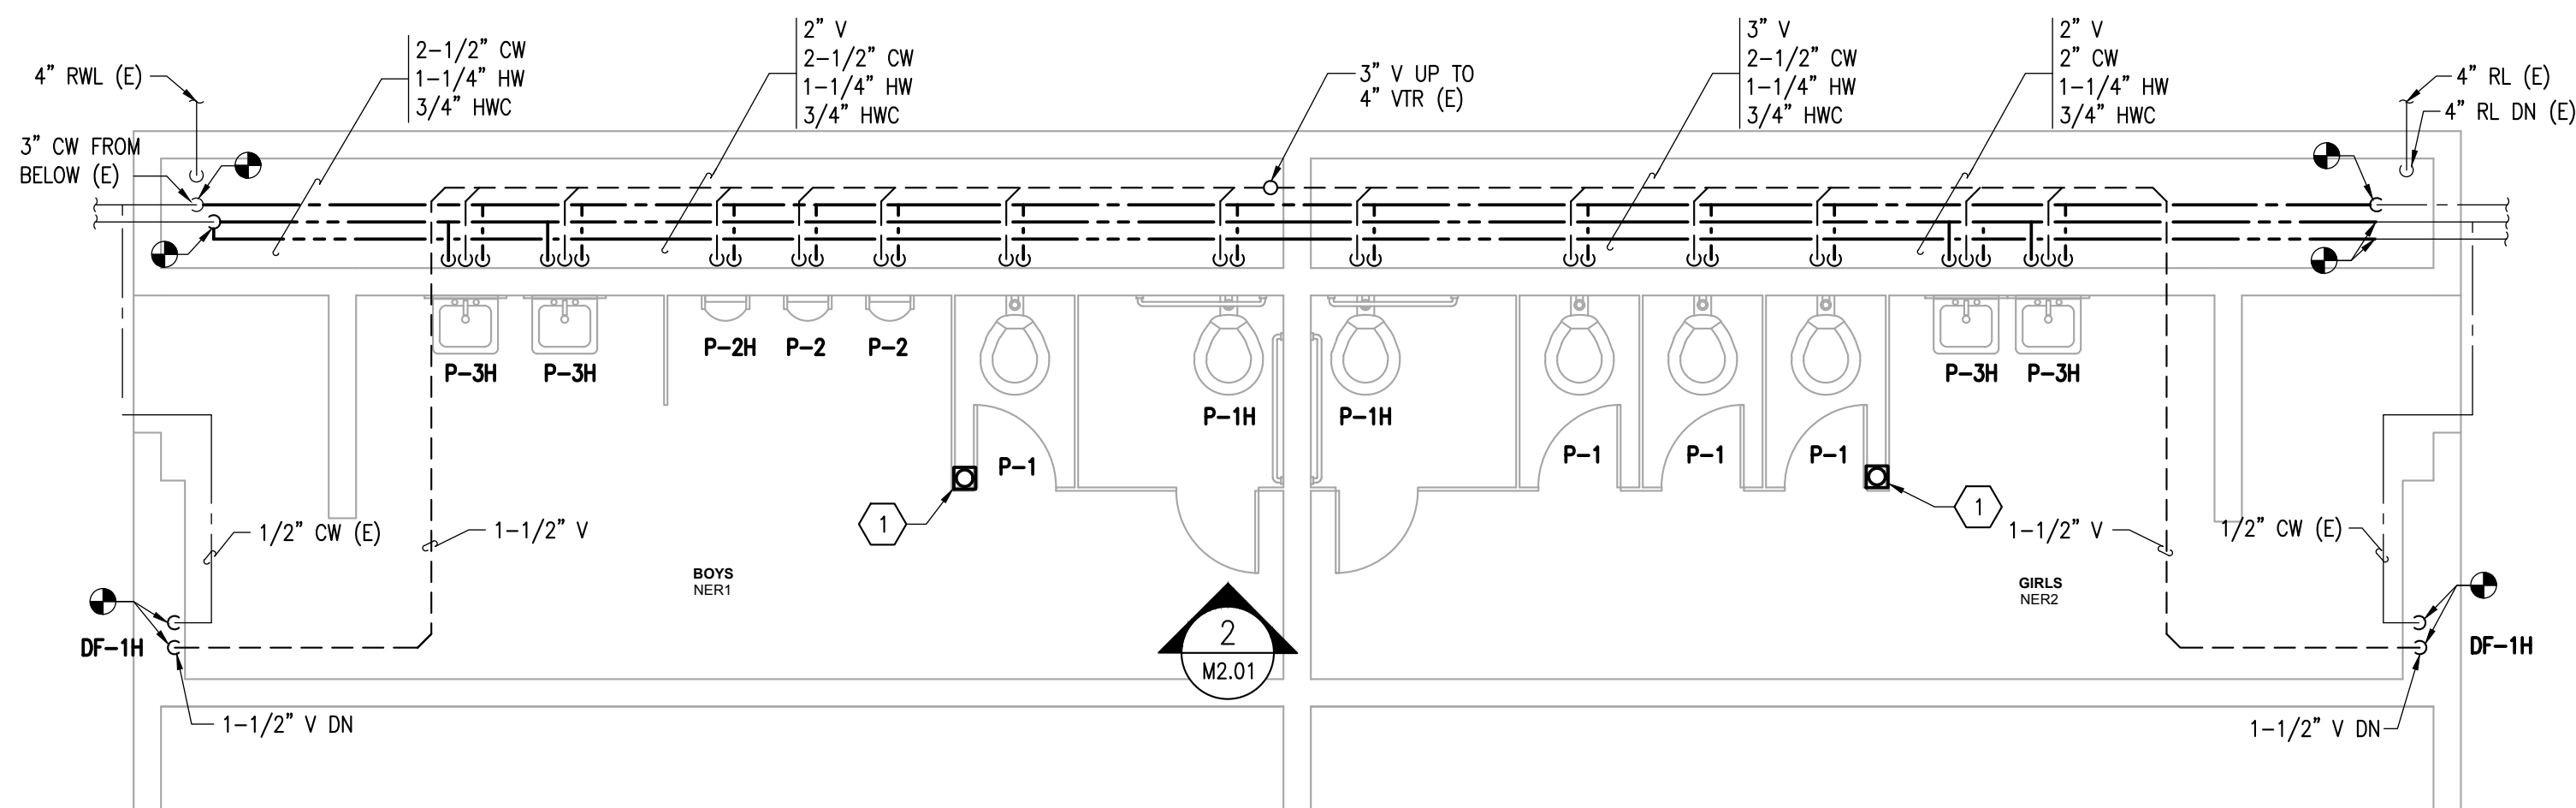 4” RWL (E)
3” CW FROM
BELOW (E)
2-1/2” CW
1-1/4” HW
3/4” HWC
2” V
2-1/2” CW
1-1/4” HW
3/4” HWC
3” V UP TO
4” VTR (E)
3” V
2-1/2” CW
1-1/4” HW
3/4” HWC
2” V
2” CW
1-1/4” HW
3/4” HWC
4” RL (E)
4” RL DN (E)
P-3H
P-3H
P-2H
P-2
P-2
P-1H
P-1H
P-3H
P-3H
P-1
P-1
P-1
P-1
1
1
1/2” CW (E)
1-1/2” V
1-1/2” V
1/2” CW (E)
BOYS
NER1
GIRLS
NER2
DF-1H
2
M2.01
DF-1H
1-1/2” V DN
1-1/2” V DN